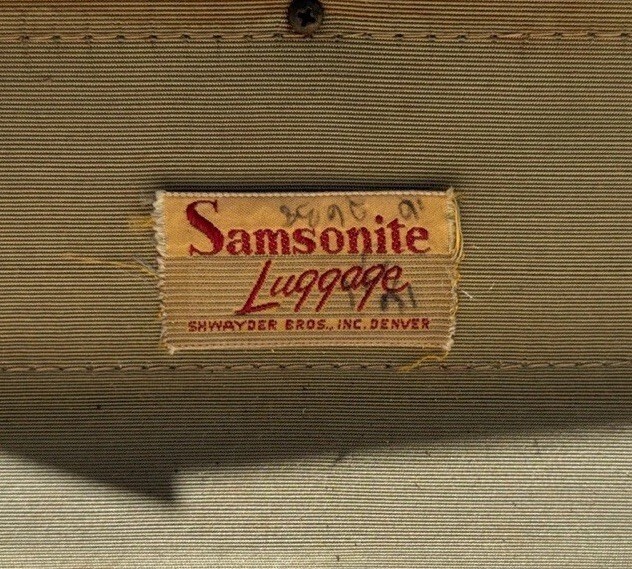 Samsonite
Luggage
SHWAYDER BROS., INC. DENVER